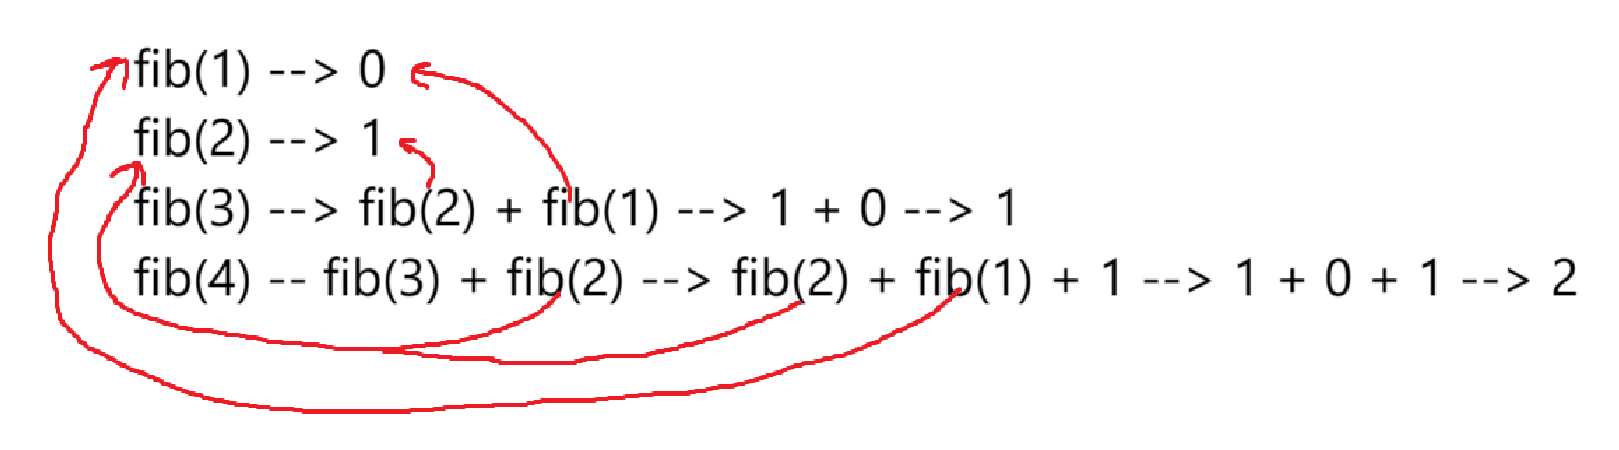 fib(1) --> 0
fib(2) --> 1
fib(3) --> fib(2) + fib(1) --> 1 + 0 --> 1
fib(4) -- fib(3) + fib(2) --> fib(2) + fib(1) + 1 --> 1 + 0 + 1 --> 2